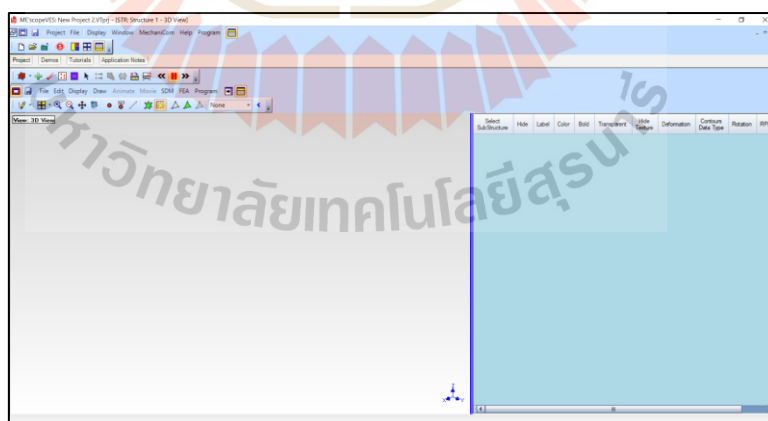 ME'scopeVES: New Project 2.VTprj - [STR: Structure 1 - 3D View]
Project File Display Window MechaniCom Help Program
Project Demos Tutorials Application Notes
File Edit Display Draw Animate Movie SDM FEA Program
None
View: 3D View
Select SubStructure Hide Label Color Bold Transparent Hide Texture Deformation Contours Data Type Rotation
มหาวิทยาลัยเทคโนโลยีสุรนารี